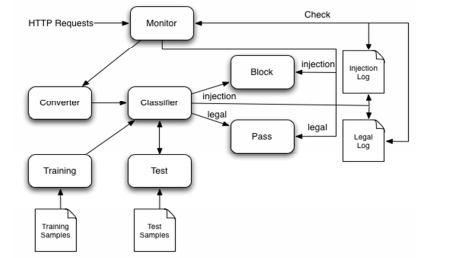 Check
HTTP Requests
Monitor
injection
Block
Injection
Log
Converter
Classifier
injection
legal
Pass
legal
Legal
Log
Training
Test
Training
Samples
Test
Samples